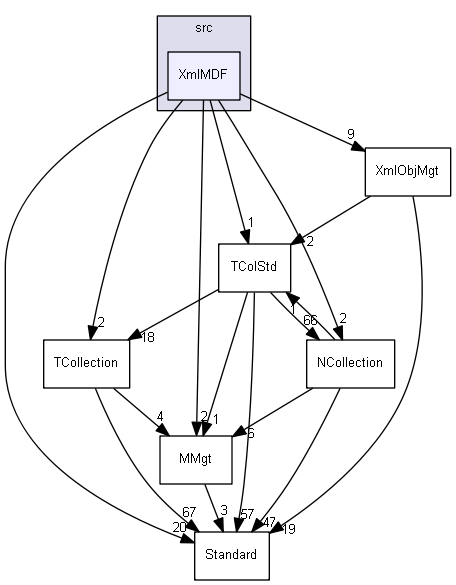 src
XmlMDF
9
XmlObjMgt
1
2
TColStd
1
66
2
18
2
TCollection
NCollection
4
2
1
6
MMgt
67
3
57
47
20
19
Standard